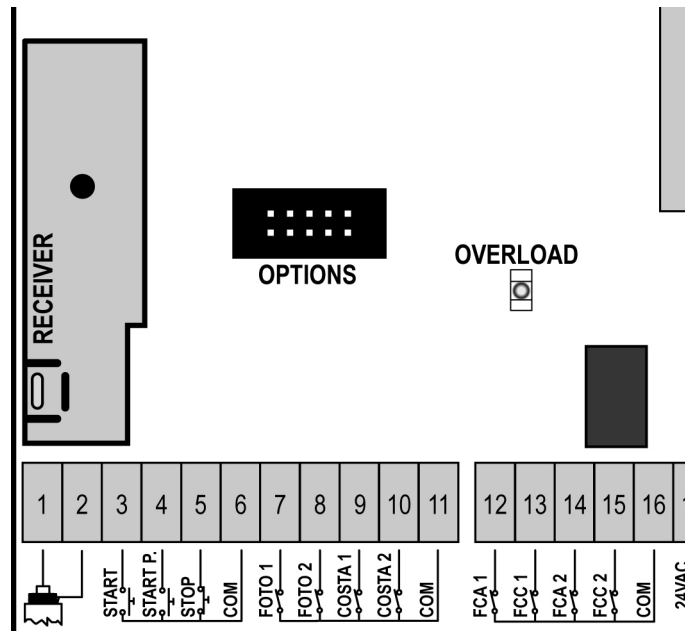 RECEIVER
OPTIONS
OVERLOAD
1 2 3 4 5 6 7 8 9 10 11 12 13 14 15 16
START START P. STOP COM FOTO 1 FOTO 2 COSTA 1 COSTA 2 COM FCA 1 FCC 1 FCA 2 FCC 2 COM 24VAC